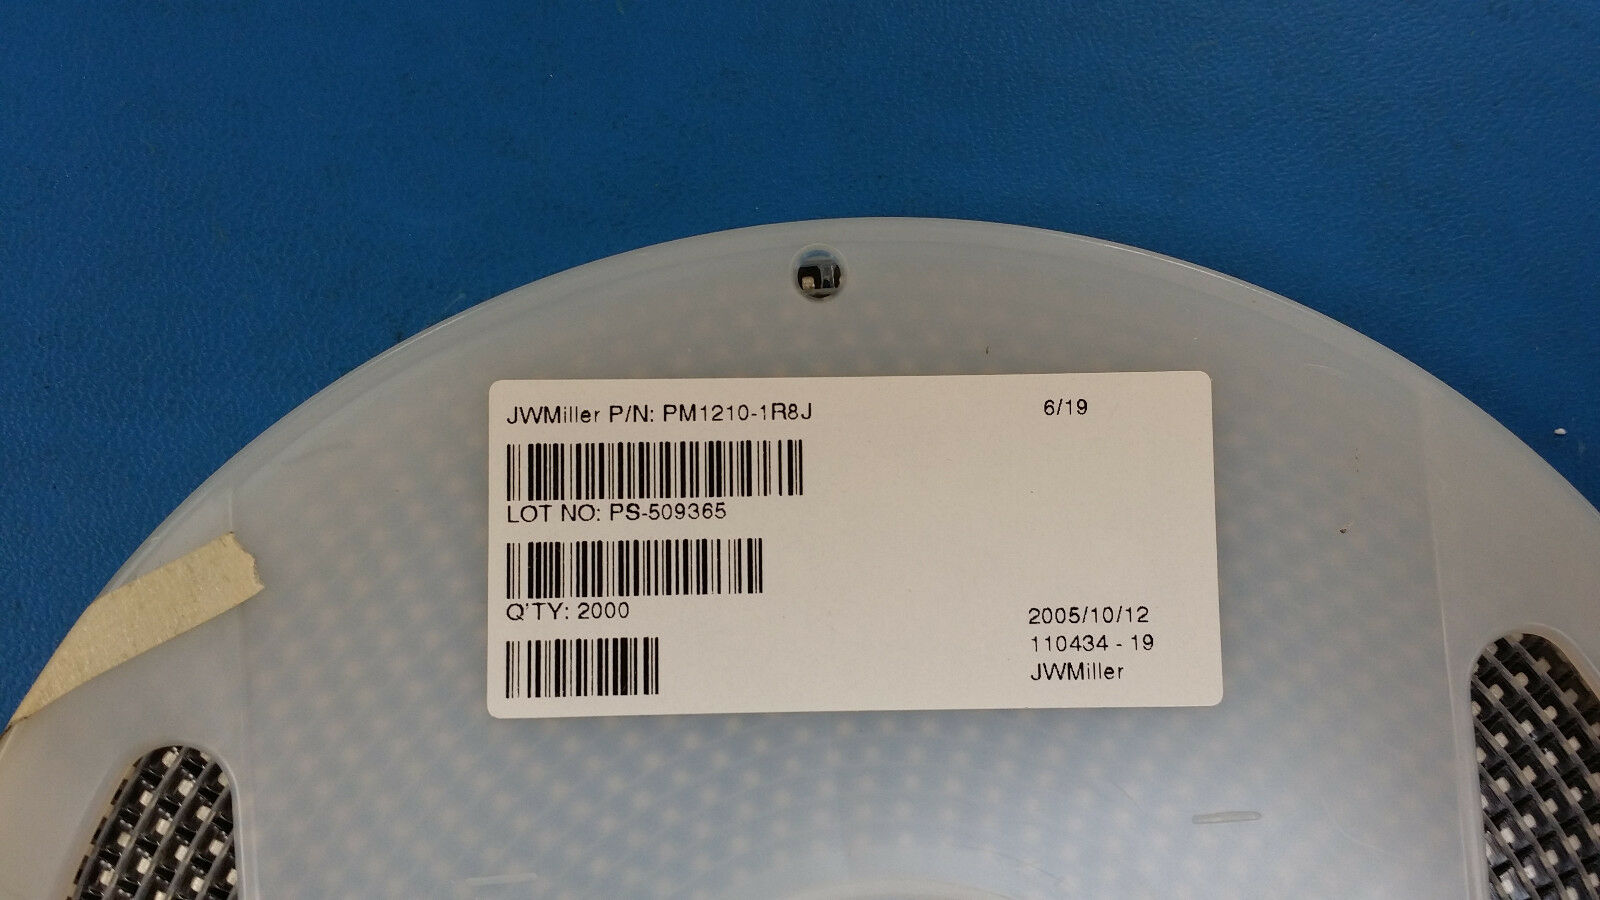 JWMiller P/N: PM1210-1R8J
6/19
LOT NO: PS-509365
Q'TY: 2000
2005/10/12
110434 - 19
JWMiller